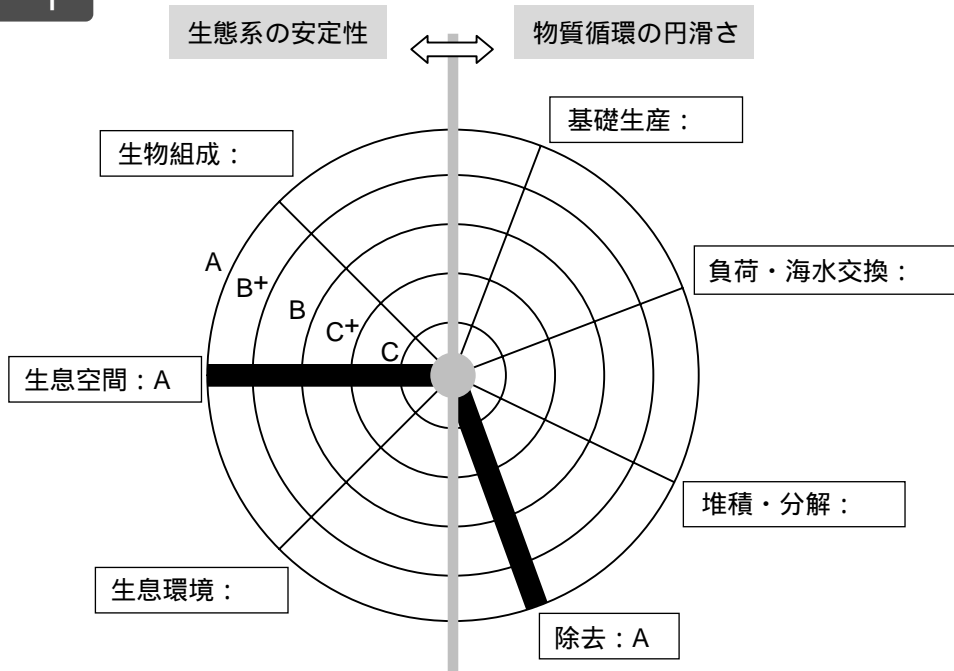 生態系の安定性
物質循環の円滑さ
基礎生産：
生物組成：
負荷・海水交換：
A
B+
B
C+
C
生息空間：A
堆積・分解：
生息環境：
除去：A